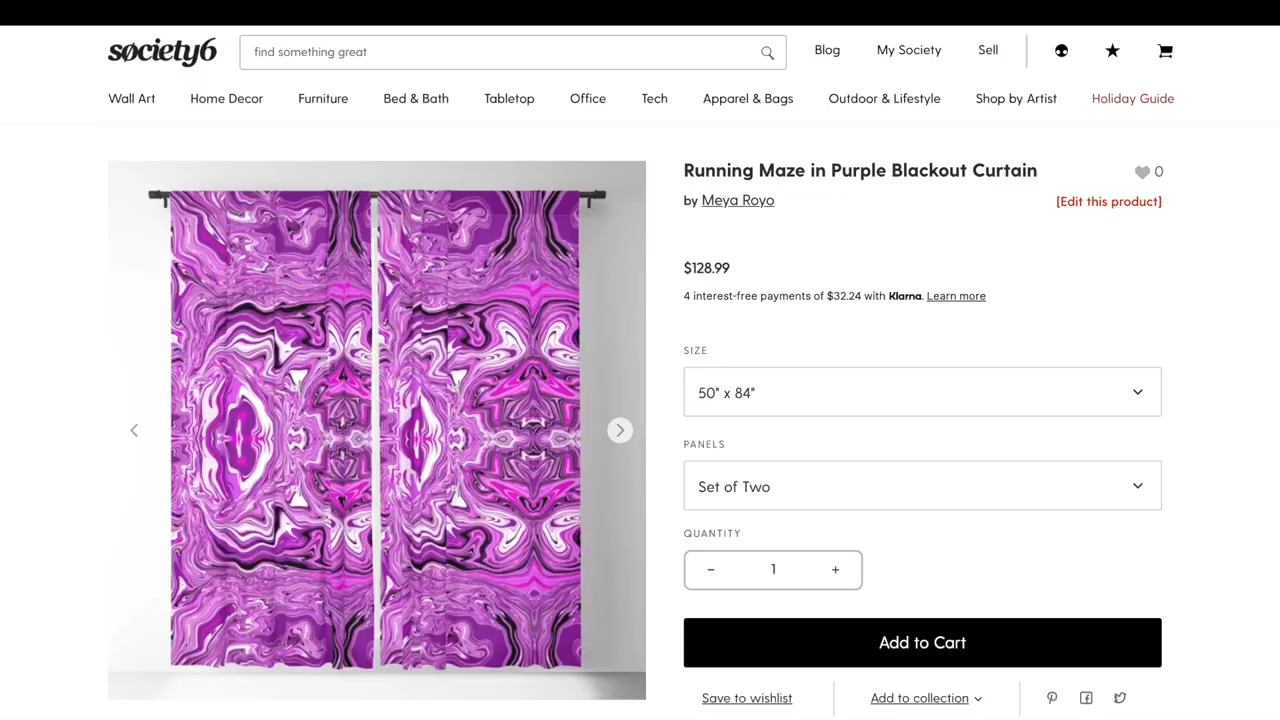 søciety6
find something great
Blog
My Society
Sell
Wall Art
Home Decor
Furniture
Bed & Bath
Tabletop
Office
Tech
Apparel & Bags
Outdoor & Lifestyle
Shop by Artist
Holiday Guide
Running Maze in Purple Blackout Curtain
0
by Meya Royo
[Edit this product]
$128.99
4 interest-free payments of $32.24 with Klarna. Learn more
SIZE
50" x 84"
PANELS
Set of Two
QUANTITY
− 1 +
Add to Cart
Save to wishlist
Add to collection